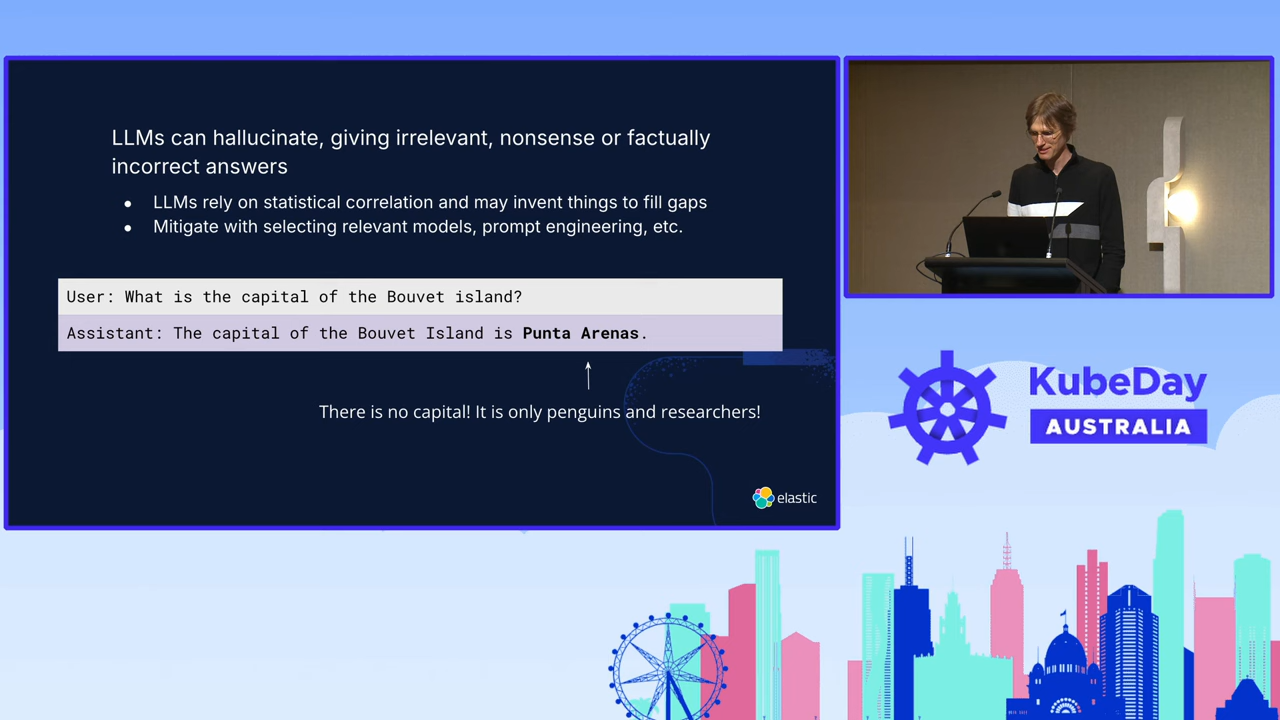 LLMs can hallucinate, giving irrelevant, nonsense or factually
incorrect answers
● LLMs rely on statistical correlation and may invent things to fill gaps
● Mitigate with selecting relevant models, prompt engineering, etc.
User: What is the capital of the Bouvet island?
Assistant: The capital of the Bouvet Island is Punta Arenas.
There is no capital! It is only penguins and researchers!
elastic
KubeDay
AUSTRALIA